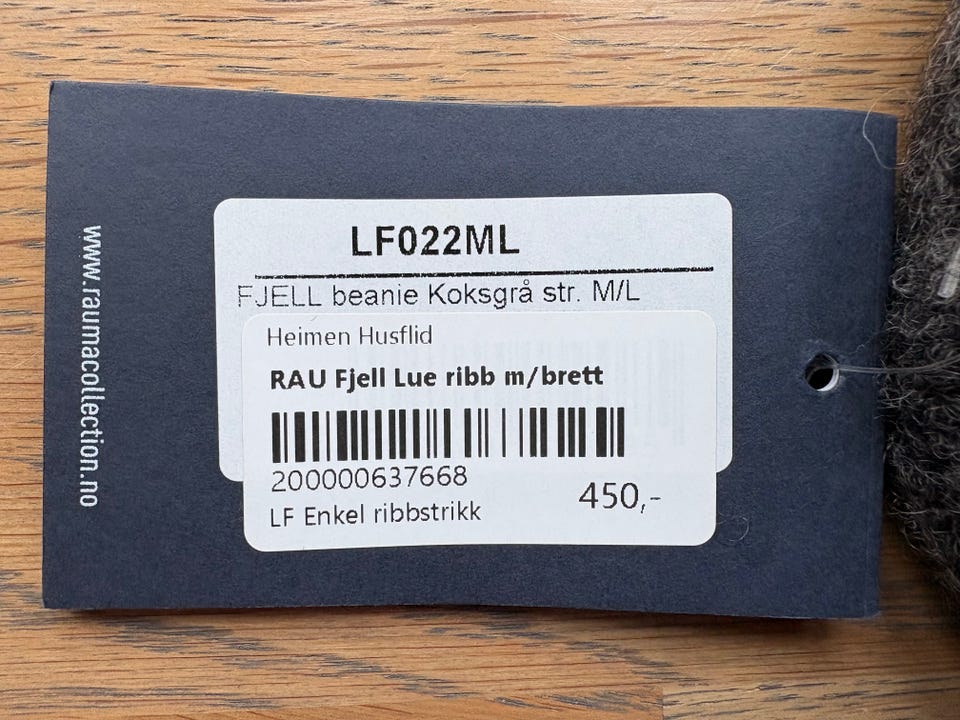 www.raumacollection.no
LF022ML
FJELL beanie Koksgrå str. M/L
Heimen Husflid
RAU Fjell Lue ribb m/brett
200000637668
450,-
LF Enkel ribbstrikk